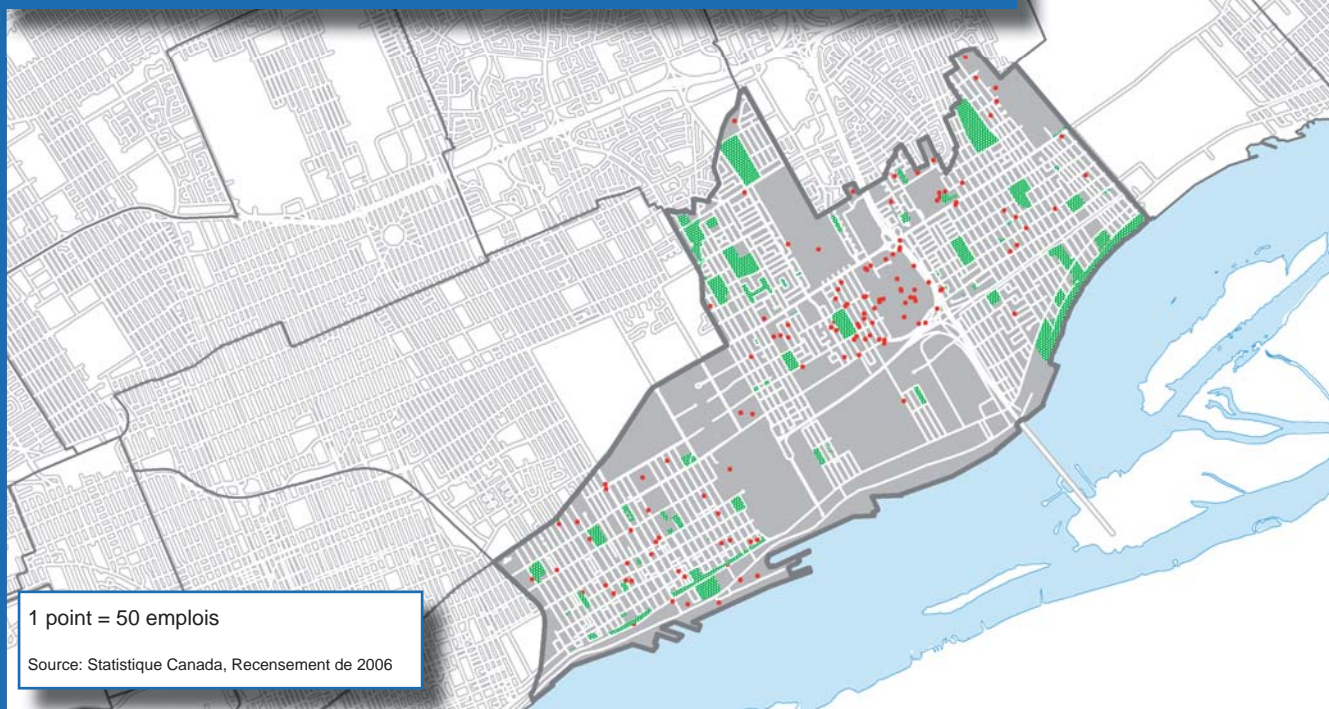 1 point = 50 emplois
Source: Statistique Canada, Recensement de 2006